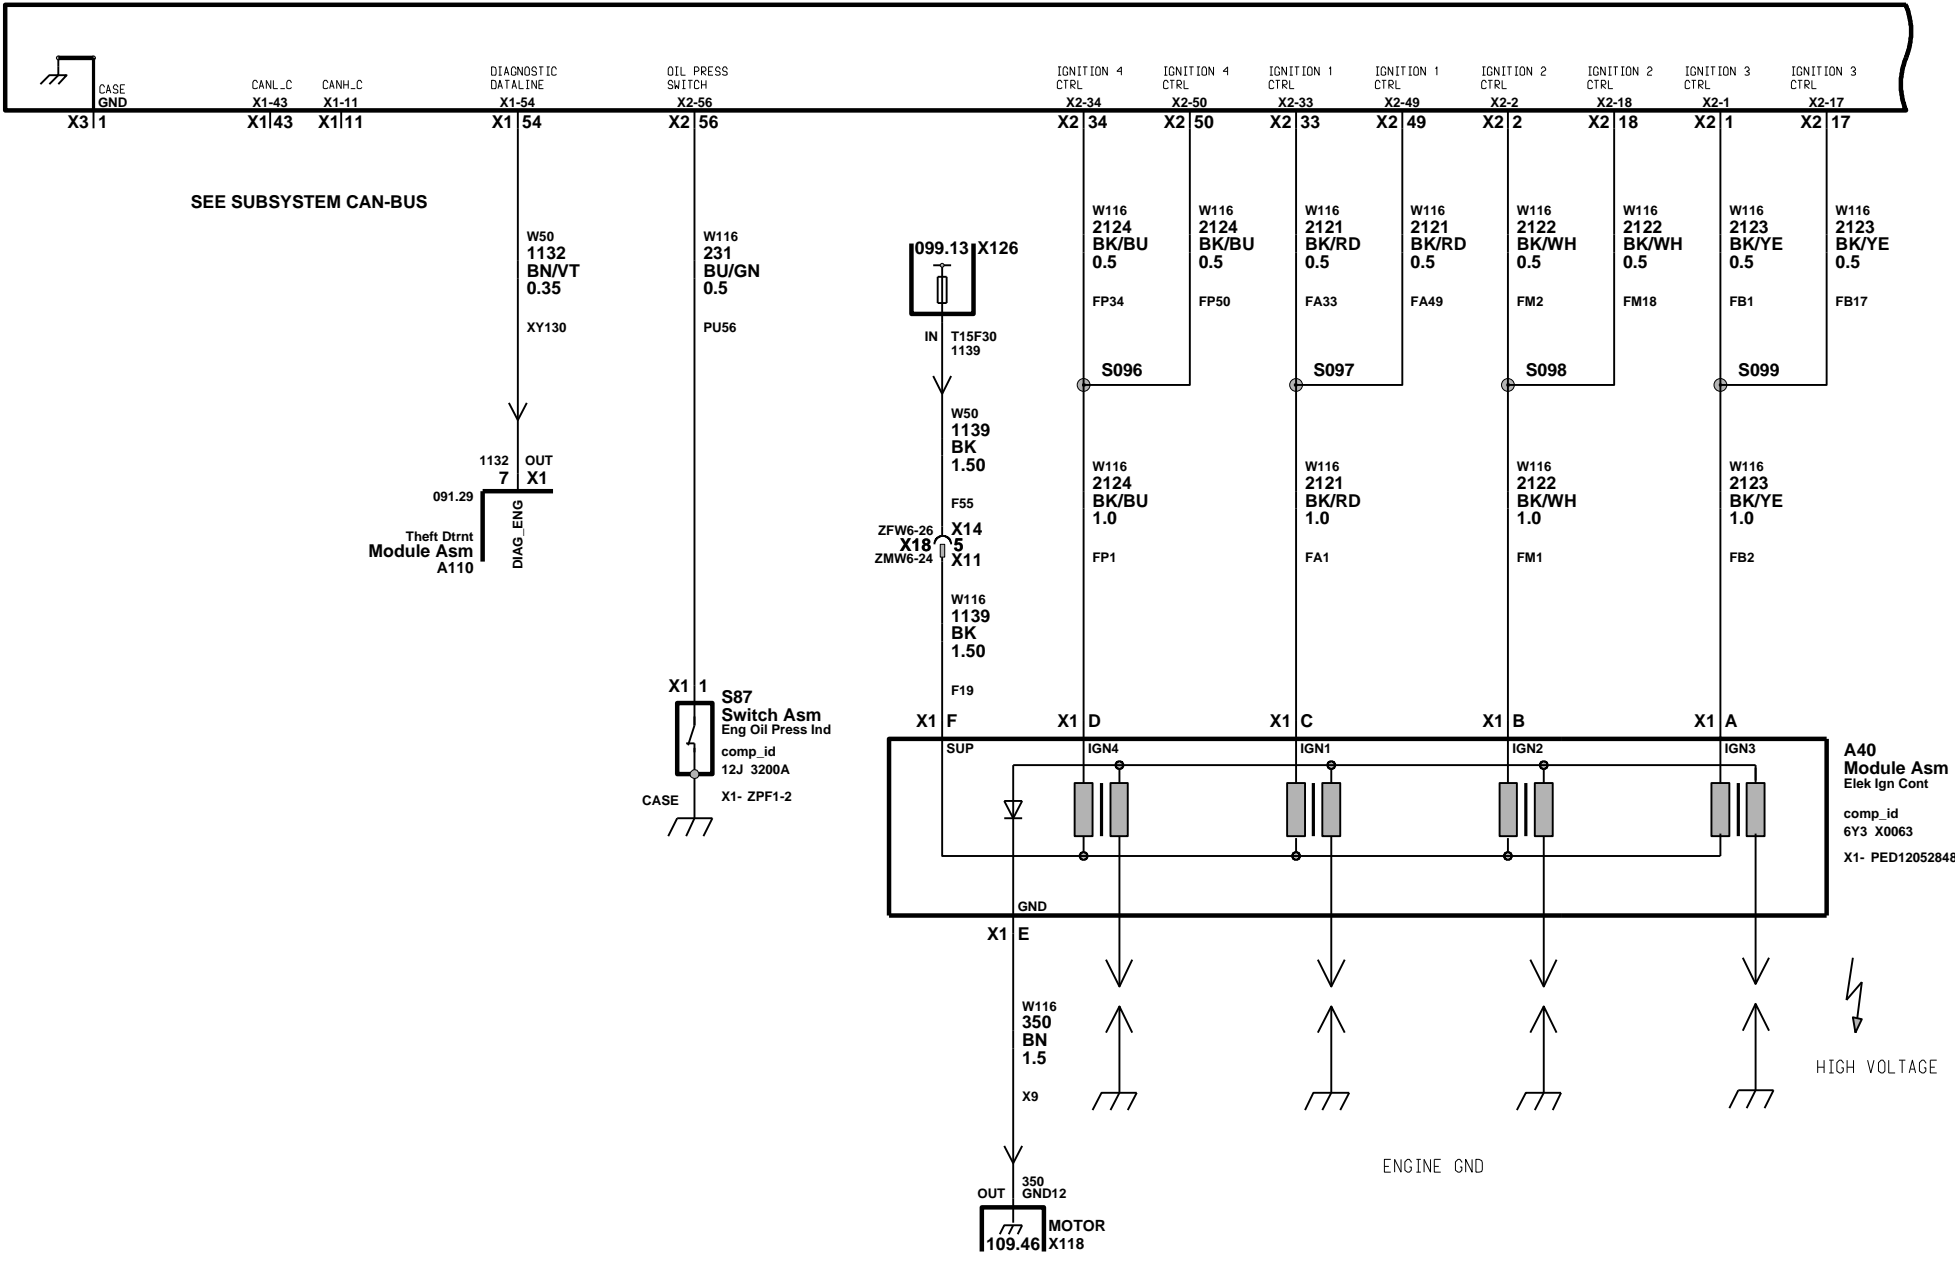 CASE
GND
CANL_C
X1-43
CANH_C
X1-11
DIAGNOSTIC
DATALINE
X1-54
OIL PRESS
SWITCH
X2-56
IGNITION 4
CTRL
X2-34
IGNITION 4
CTRL
X2-50
IGNITION 1
CTRL
X2-33
IGNITION 1
CTRL
X2-49
IGNITION 2
CTRL
X2-2
IGNITION 2
CTRL
X2-18
IGNITION 3
CTRL
X2-1
IGNITION 3
CTRL
X2-17
X3 1
X1 43
X1 11
X1 54
X2 56
X2 34
X2 50
X2 33
X2 49
X2 2
X2 18
X2 1
X2 17
SEE SUBSYSTEM CAN-BUS
W50
1132
BN/VT
0.35
XY130
W116
231
BU/GN
0.5
PU56
099.13 X126
IN T15F30
1139
W116
2124
BK/BU
0.5
FP34
W116
2124
BK/BU
0.5
FP50
W116
2121
BK/RD
0.5
FA33
W116
2121
BK/RD
0.5
FA49
W116
2122
BK/WH
0.5
FM2
W116
2122
BK/WH
0.5
FM18
W116
2123
BK/YE
0.5
FB1
W116
2123
BK/YE
0.5
FB17
S096
S097
S098
S099
1132 OUT
7 X1
091.29
DIAG_ENG
Theft Dtrnt
Module Asm
A110
W50
1139
BK
1.50
F55
ZFW6-26 X14
X18 5
ZMW6-24 X11
W116
1139
BK
1.50
F19
W116
2124
BK/BU
1.0
FP1
W116
2121
BK/RD
1.0
FA1
W116
2122
BK/WH
1.0
FM1
W116
2123
BK/YE
1.0
FB2
X1 1
S87
Switch Asm
Eng Oil Press Ind
comp_id
12J 3200A
X1- ZPF1-2
CASE
X1 F
X1 D
X1 C
X1 B
X1 A
SUP
IGN4
IGN1
IGN2
IGN3
A40
Module Asm
Elek Ign Cont
comp_id
6Y3 X0063
X1- PED12052848
GND
X1 E
W116
350
BN
1.5
X9
HIGH VOLTAGE
ENGINE GND
350
OUT GND12
MOTOR
109.46 X118